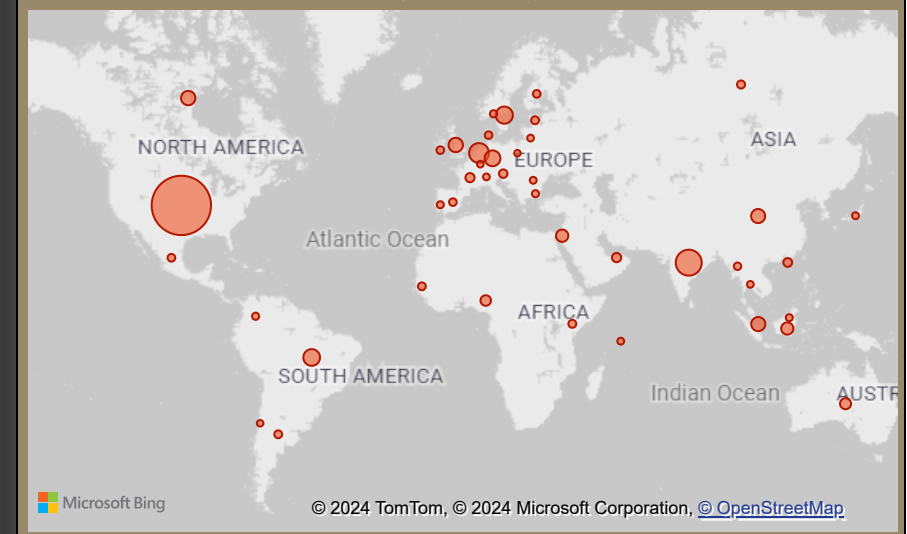 NORTH AMERICA
ASIA
EUROPE
Atlantic Ocean
AFRICA
SOUTH AMERICA
Indian Ocean
AUSTR
Microsoft Bing
© 2024 TomTom, © 2024 Microsoft Corporation, © OpenStreetMap